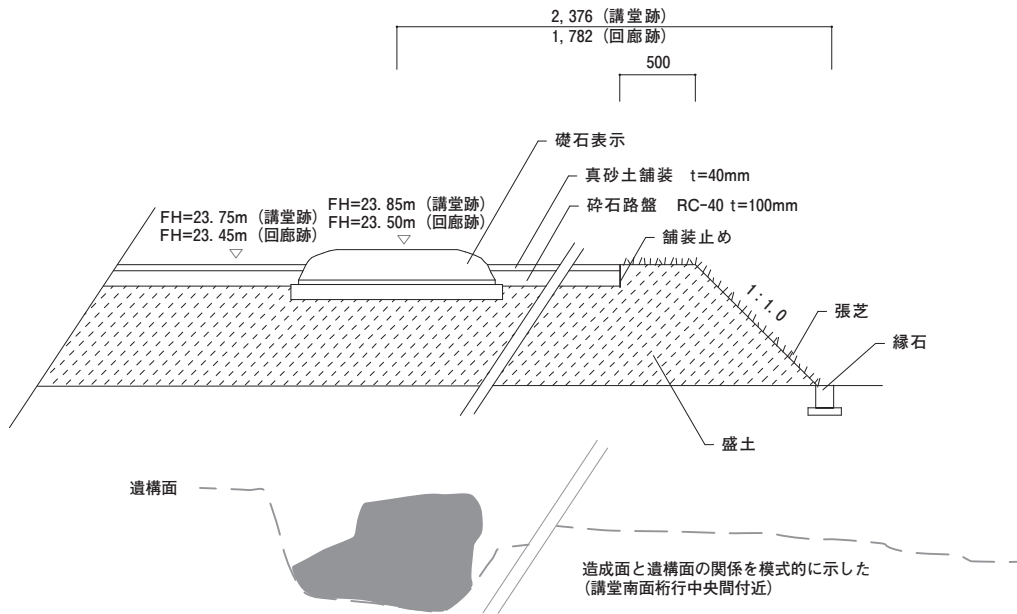 2,376（講堂跡）
1,782（回廊跡）
500
礎石表示
真砂土舗装　t=40mm
FH=23.75m（講堂跡）
FH=23.45m（回廊跡）
FH=23.85m（講堂跡）
FH=23.50m（回廊跡）
砕石路盤　RC-40 t=100mm
舗装止め
1:1.0
張芝
縁石
盛土
遺構面
造成面と遺構面の関係を模式的に示した
（講堂南面桁行中央間付近）